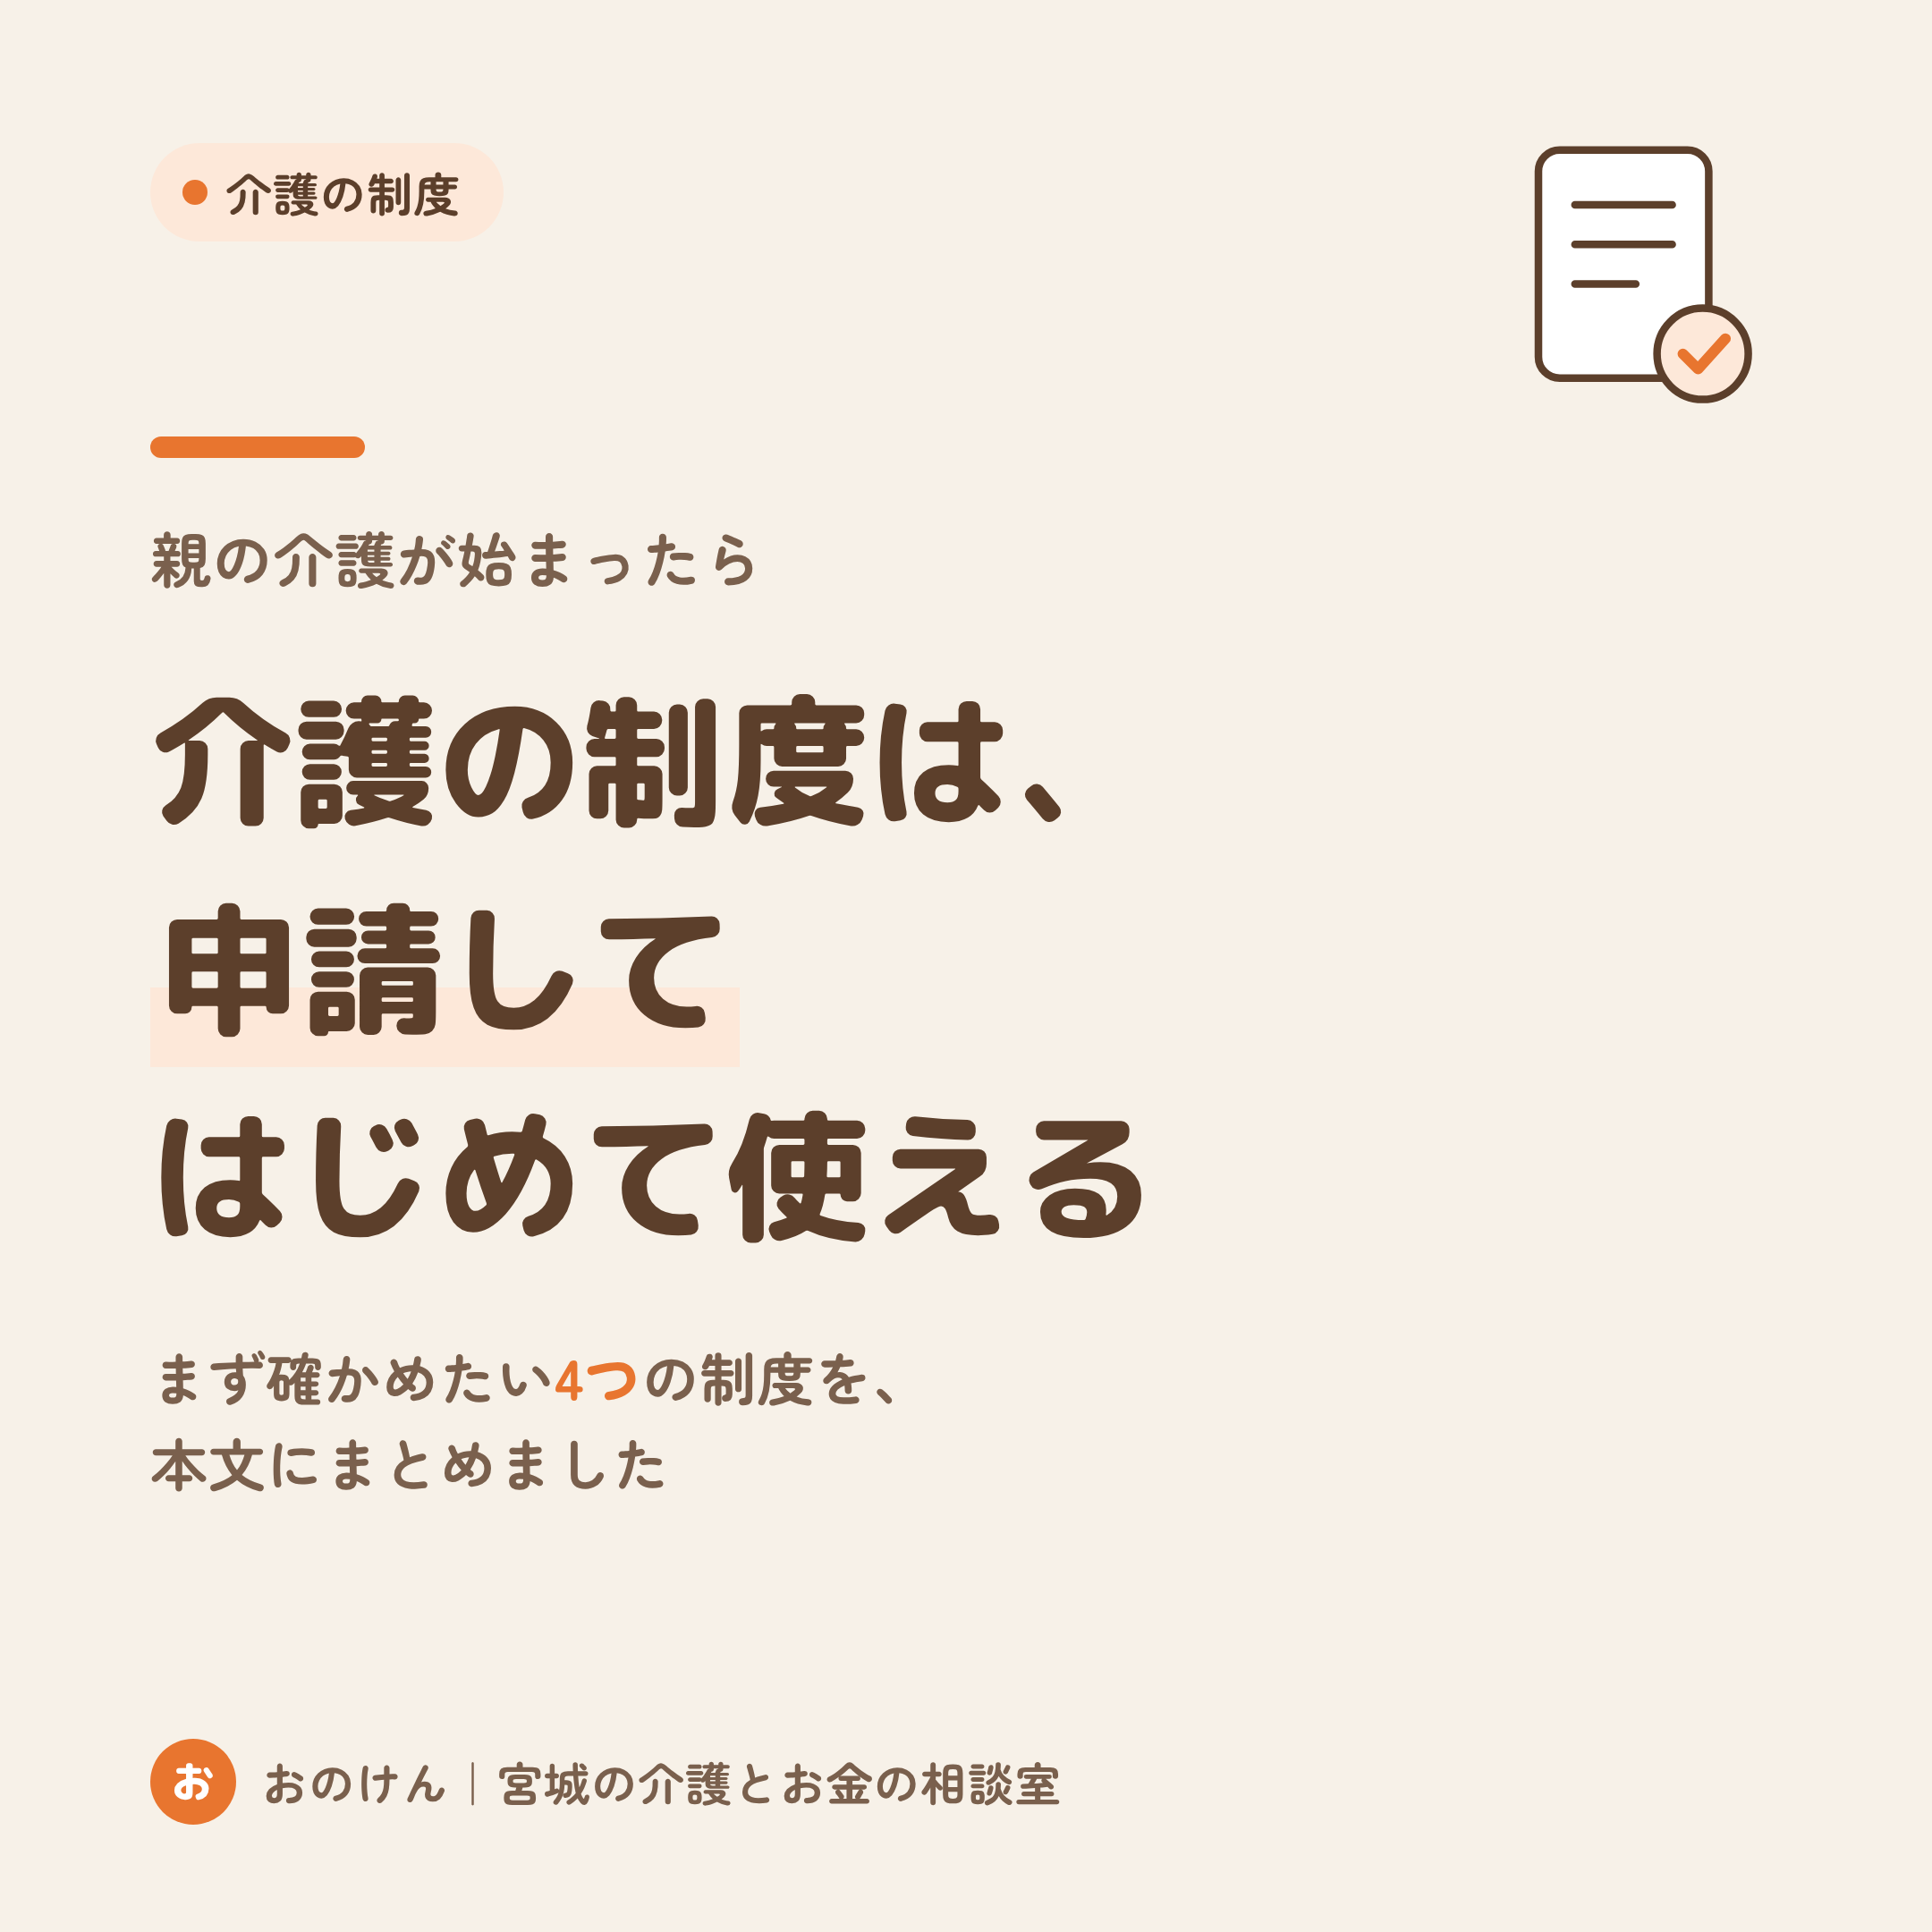 介護の制度
親の介護が始まったら
介護の制度は、
申請して
はじめて使える
まず確かめたい4つの制度を、
本文にまとめました
お おのけん｜宮城の介護とお金の相談室